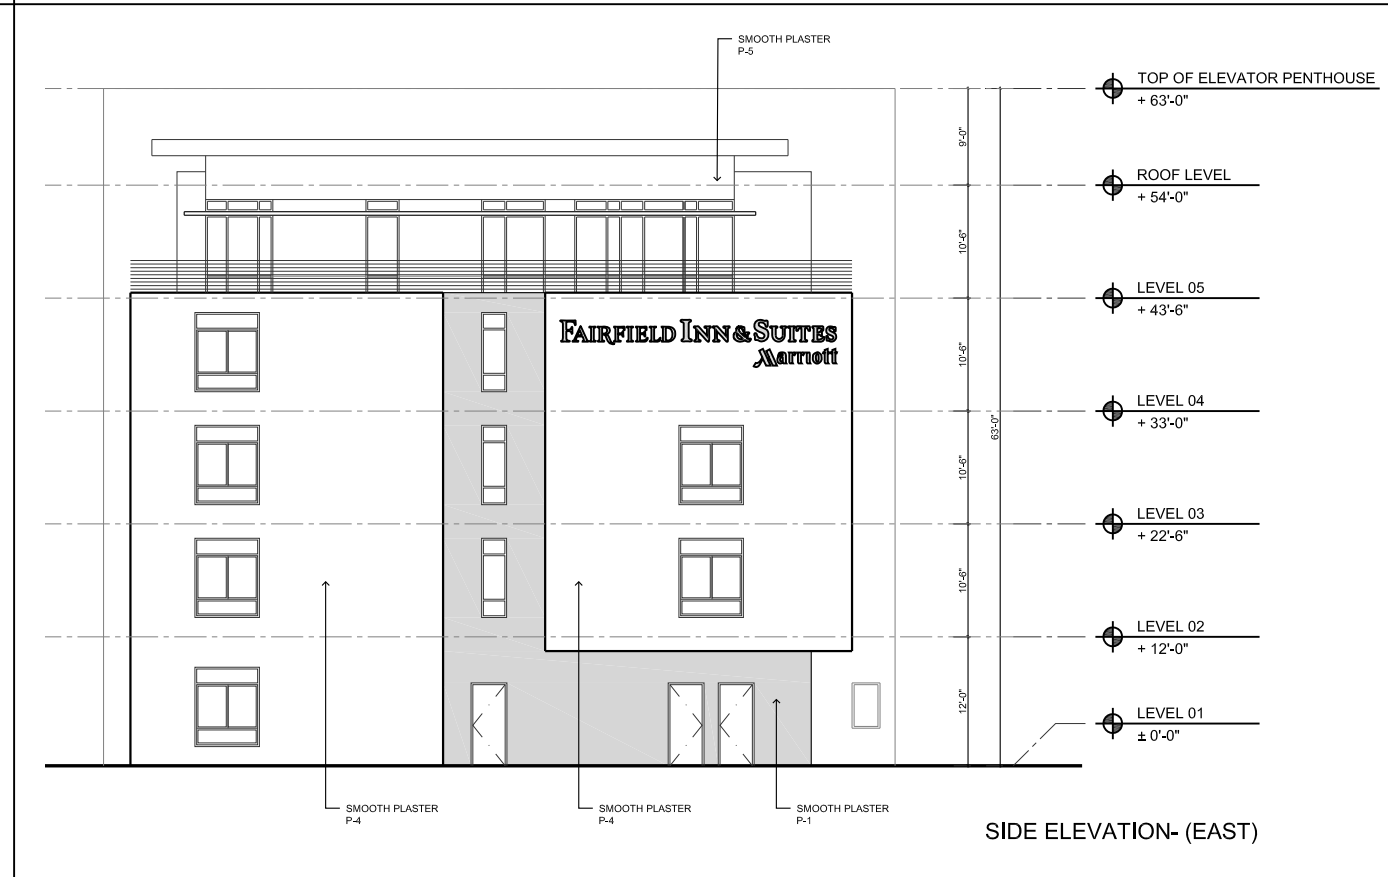 SMOOTH PLASTER
P-5
TOP OF ELEVATOR PENTHOUSE
+ 63'-0"
9'-0"
ROOF LEVEL
+ 54'-0"
10'-6"
LEVEL 05
+ 43'-6"
FAIRFIELD INN & SUITES
Marriott
10'-6"
LEVEL 04
+ 33'-0"
63'-0"
10'-6"
LEVEL 03
+ 22'-6"
10'-6"
LEVEL 02
+ 12'-0"
12'-0"
LEVEL 01
± 0'-0"
SMOOTH PLASTER
P-4
SMOOTH PLASTER
P-4
SMOOTH PLASTER
P-1
SIDE ELEVATION- (EAST)